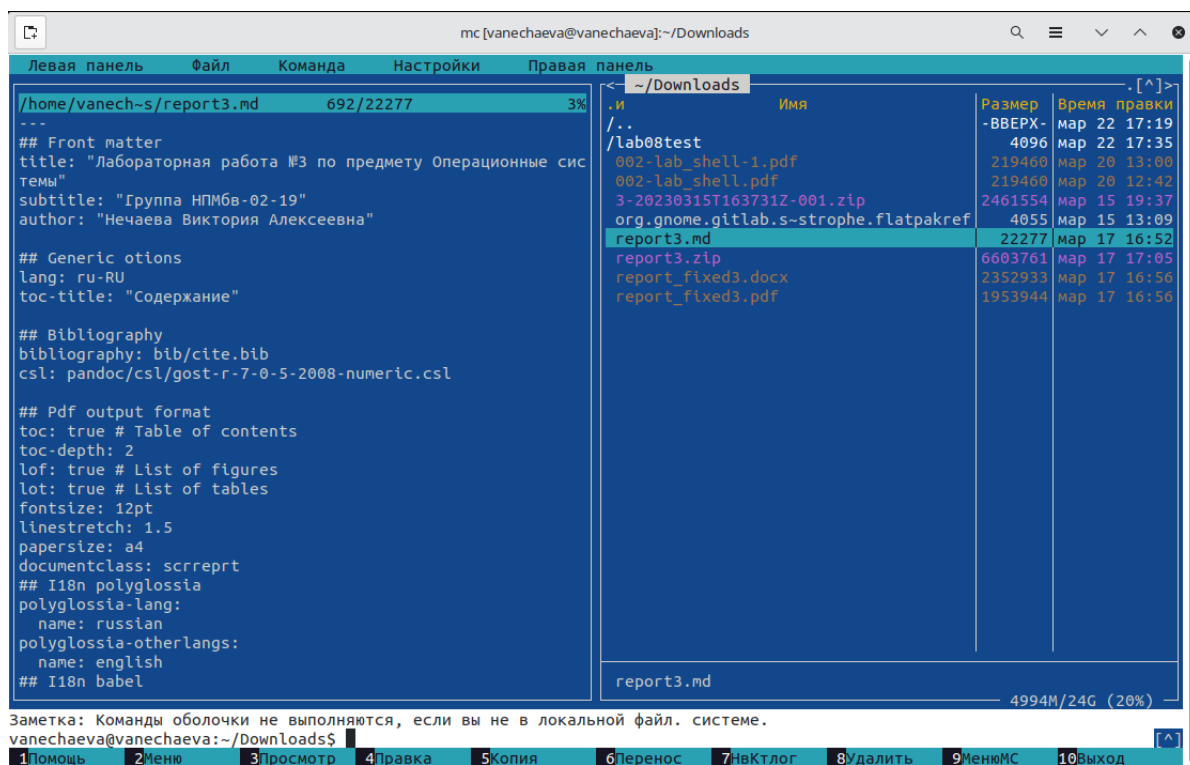 mc [vanechaeva@vanechaeva]:~/Downloads
Левая панель Файл Команда Настройки Правая панель
/home/vanech~s/report3.md 692/22277 3%
---
## Front matter
title: "Лабораторная работа №3 по предмету Операционные сис
темы"
subtitle: "Группа НПМбв-02-19"
author: "Нечаева Виктория Алексеевна"
## Generic otions
lang: ru-RU
toc-title: "Содержание"
## Bibliography
bibliography: bib/cite.bib
csl: pandoc/csl/gost-r-7-0-5-2008-numeric.csl
## Pdf output format
toc: true # Table of contents
toc-depth: 2
lof: true # List of figures
lot: true # List of tables
fontsize: 12pt
linestretch: 1.5
papersize: a4
documentclass: scrreprt
## I18n polyglossia
polyglossia-lang:
name: russian
polyglossia-otherlangs:
name: english
## I18n babel
<─ ~/Downloads .[^]>
.и Имя Размер Время правки
/.. -ВВЕРХ- мар 22 17:19
/lab08test 4096 мар 22 17:35
002-lab_shell-1.pdf 219460 мар 20 13:00
002-lab_shell.pdf 219460 мар 20 12:42
3-20230315T163731Z-001.zip 2461554 мар 15 19:37
org.gnome.gitlab.s~strophe.flatpakref 4055 мар 15 13:09
report3.md 22277 мар 17 16:52
report3.zip 6603761 мар 17 17:05
report_fixed3.docx 2352933 мар 17 16:56
report_fixed3.pdf 1953944 мар 17 16:56
report3.md
4994M/24G (20%)
Заметка: Команды оболочки не выполняются, если вы не в локальной файл. системе.
vanechaeva@vanechaeva:~/Downloads$ [^]
1Помощь 2Меню 3Просмотр 4Правка 5Копия 6Перенос 7НвКтлог 8Удалить 9МенюМС 10Выход